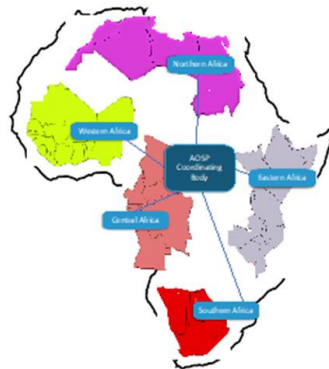 Northern Africa
Western Africa
AOSP
Coordinating
Body
Eastern Africa
Central Africa
Southern Africa